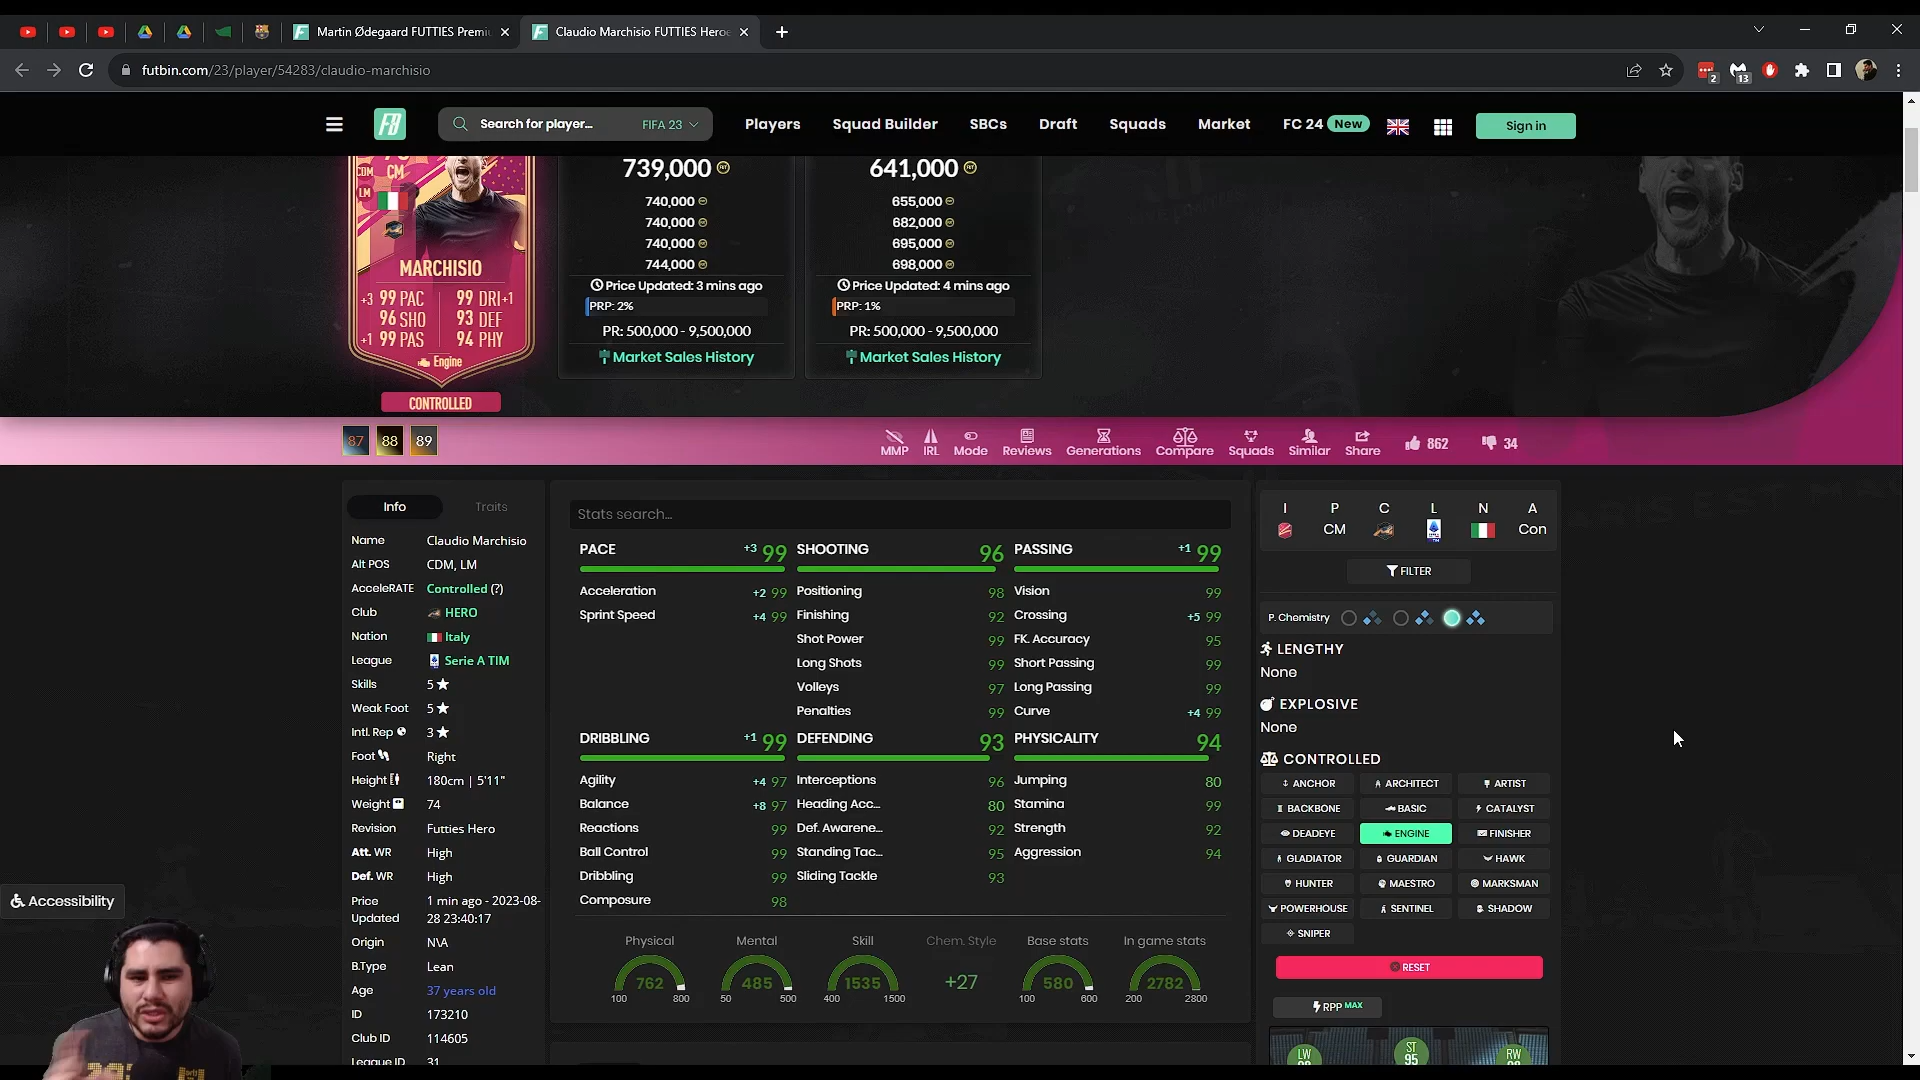 Martin Ødegaard FUTTIES Premi
Claudio Marchisio FUTTIES Heroe
futbin.com/23/player/54283/claudio-marchisio
2
13
FB
Search for player...
FIFA 23
Players
Squad Builder
SBCs
Draft
Squads
Market
FC 24 New
Sign in
CM
CDM
LM
MARCHISIO
+3 99 PAC 99 DRI +1
96 SHO 93 DEF
+1 99 PAS 94 PHY
Engine
CONTROLLED
739,000
740,000
740,000
740,000
744,000
Price Updated: 3 mins ago
PRP: 2%
PR: 500,000 - 9,500,000
Market Sales History
641,000
655,000
682,000
695,000
698,000
Price Updated: 4 mins ago
PRP: 1%
PR: 500,000 - 9,500,000
Market Sales History
87 88 89
MMP
IRL
Mode
Reviews
Generations
Compare
Squads
Similar
Share
862
34
Info Traits
Name Claudio Marchisio
Alt POS CDM, LM
AcceleRATE Controlled (?)
Club HERO
Nation Italy
League Serie A TIM
Skills 5
Weak Foot 5
Intl. Rep 3
Foot Right
Height 180cm | 5'11"
Weight 74
Revision Futties Hero
Att. WR High
Def. WR High
Price Updated 1 min ago - 2023-08-28 23:40:17
Origin N\A
B.Type Lean
Age 37 years old
ID 173210
Club ID 114605
League ID 31
Stats search...
PACE +3 99
Acceleration +2 99
Sprint Speed +4 99
SHOOTING 96
Positioning 98
Finishing 92
Shot Power 99
Long Shots 99
Volleys 97
Penalties 99
PASSING +1 99
Vision 99
Crossing +5 99
FK. Accuracy 95
Short Passing 99
Long Passing 99
Curve +4 99
DRIBBLING +1 99
Agility +4 97
Balance +8 97
Reactions 99
Ball Control 99
Dribbling 99
Composure 98
DEFENDING 93
Interceptions 96
Heading Acc... 80
Def. Awarene... 92
Standing Tac... 95
Sliding Tackle 93
PHYSICALITY 94
Jumping 80
Stamina 99
Strength 92
Aggression 94
Physical Mental Skill Chem. Style Base stats In game stats
762 485 1535 +27 580 2782
100 800 50 500 400 1500 100 600 200 2800
I P C L N A
CM Con
FILTER
P. Chemistry
LENGTHY
None
EXPLOSIVE
None
CONTROLLED
ANCHOR ARCHITECT ARTIST
BACKBONE BASIC CATALYST
DEADEYE ENGINE FINISHER
GLADIATOR GUARDIAN HAWK
HUNTER MAESTRO MARKSMAN
POWERHOUSE SENTINEL SHADOW
SNIPER
RESET
RPP MAX
LW ST RW
95
Accessibility